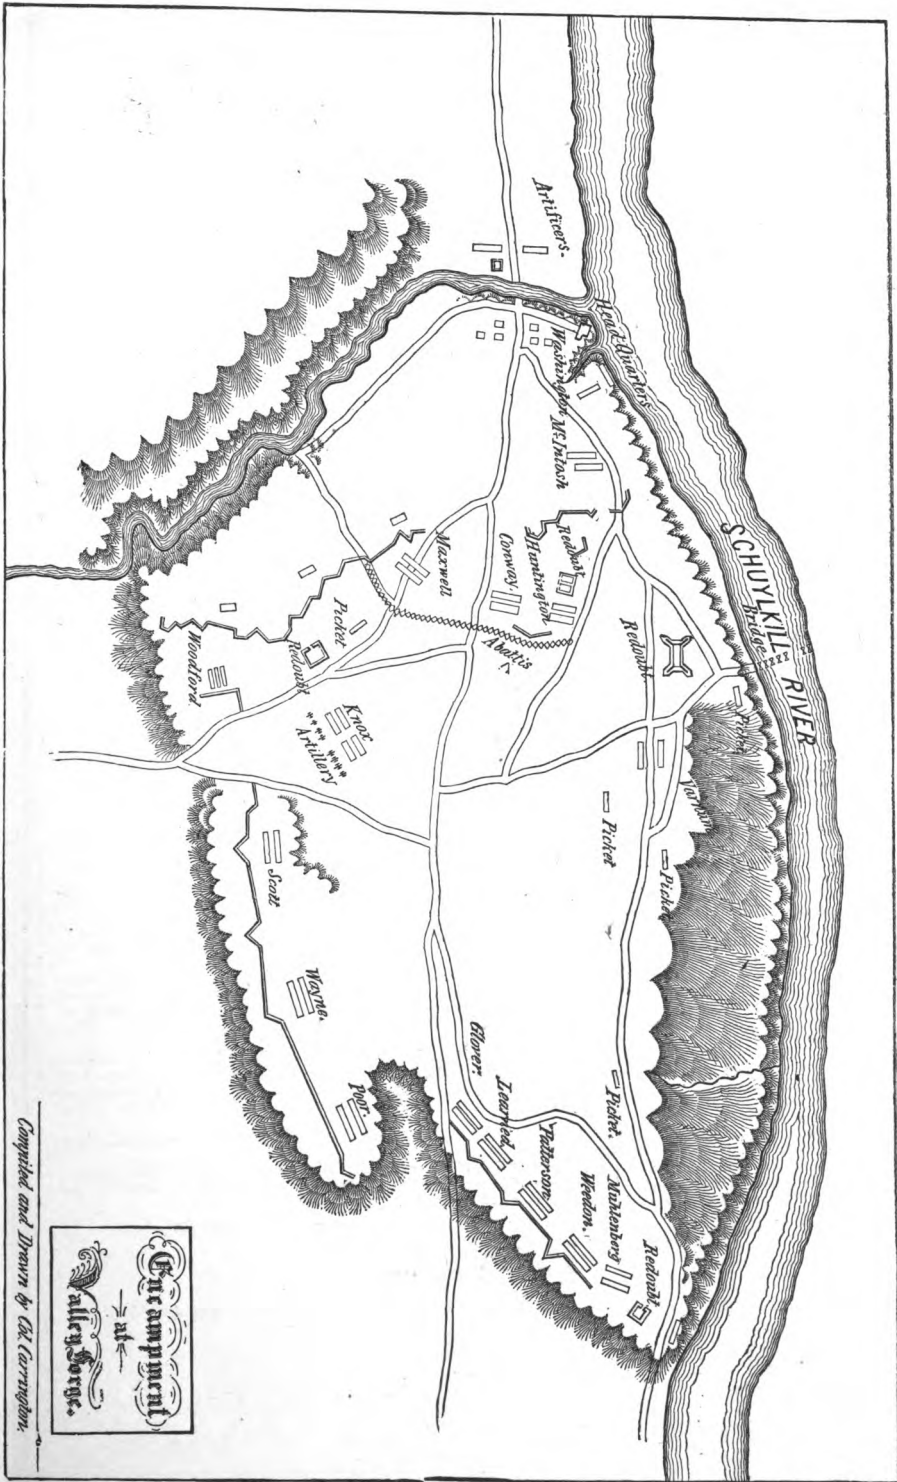 Artificers.
Head Quarters
Washington
McIntosh
SCHUYLKILL RIVER
Bridge
Redoubt
Huntington
Conway.
Maxwell
Redoubt
Abattis
Picket
Redoubt
Woodford
Knox
Artillery
Picket
Varnum
Picket
Picket
Scott
Wayne.
Poor.
Glover.
Learned.
Patterson.
Weedon.
Muhlenberg
Picket.
Redoubt
Encampment
at
Valley Forge.
Compiled and Drawn by Col. Carrington.